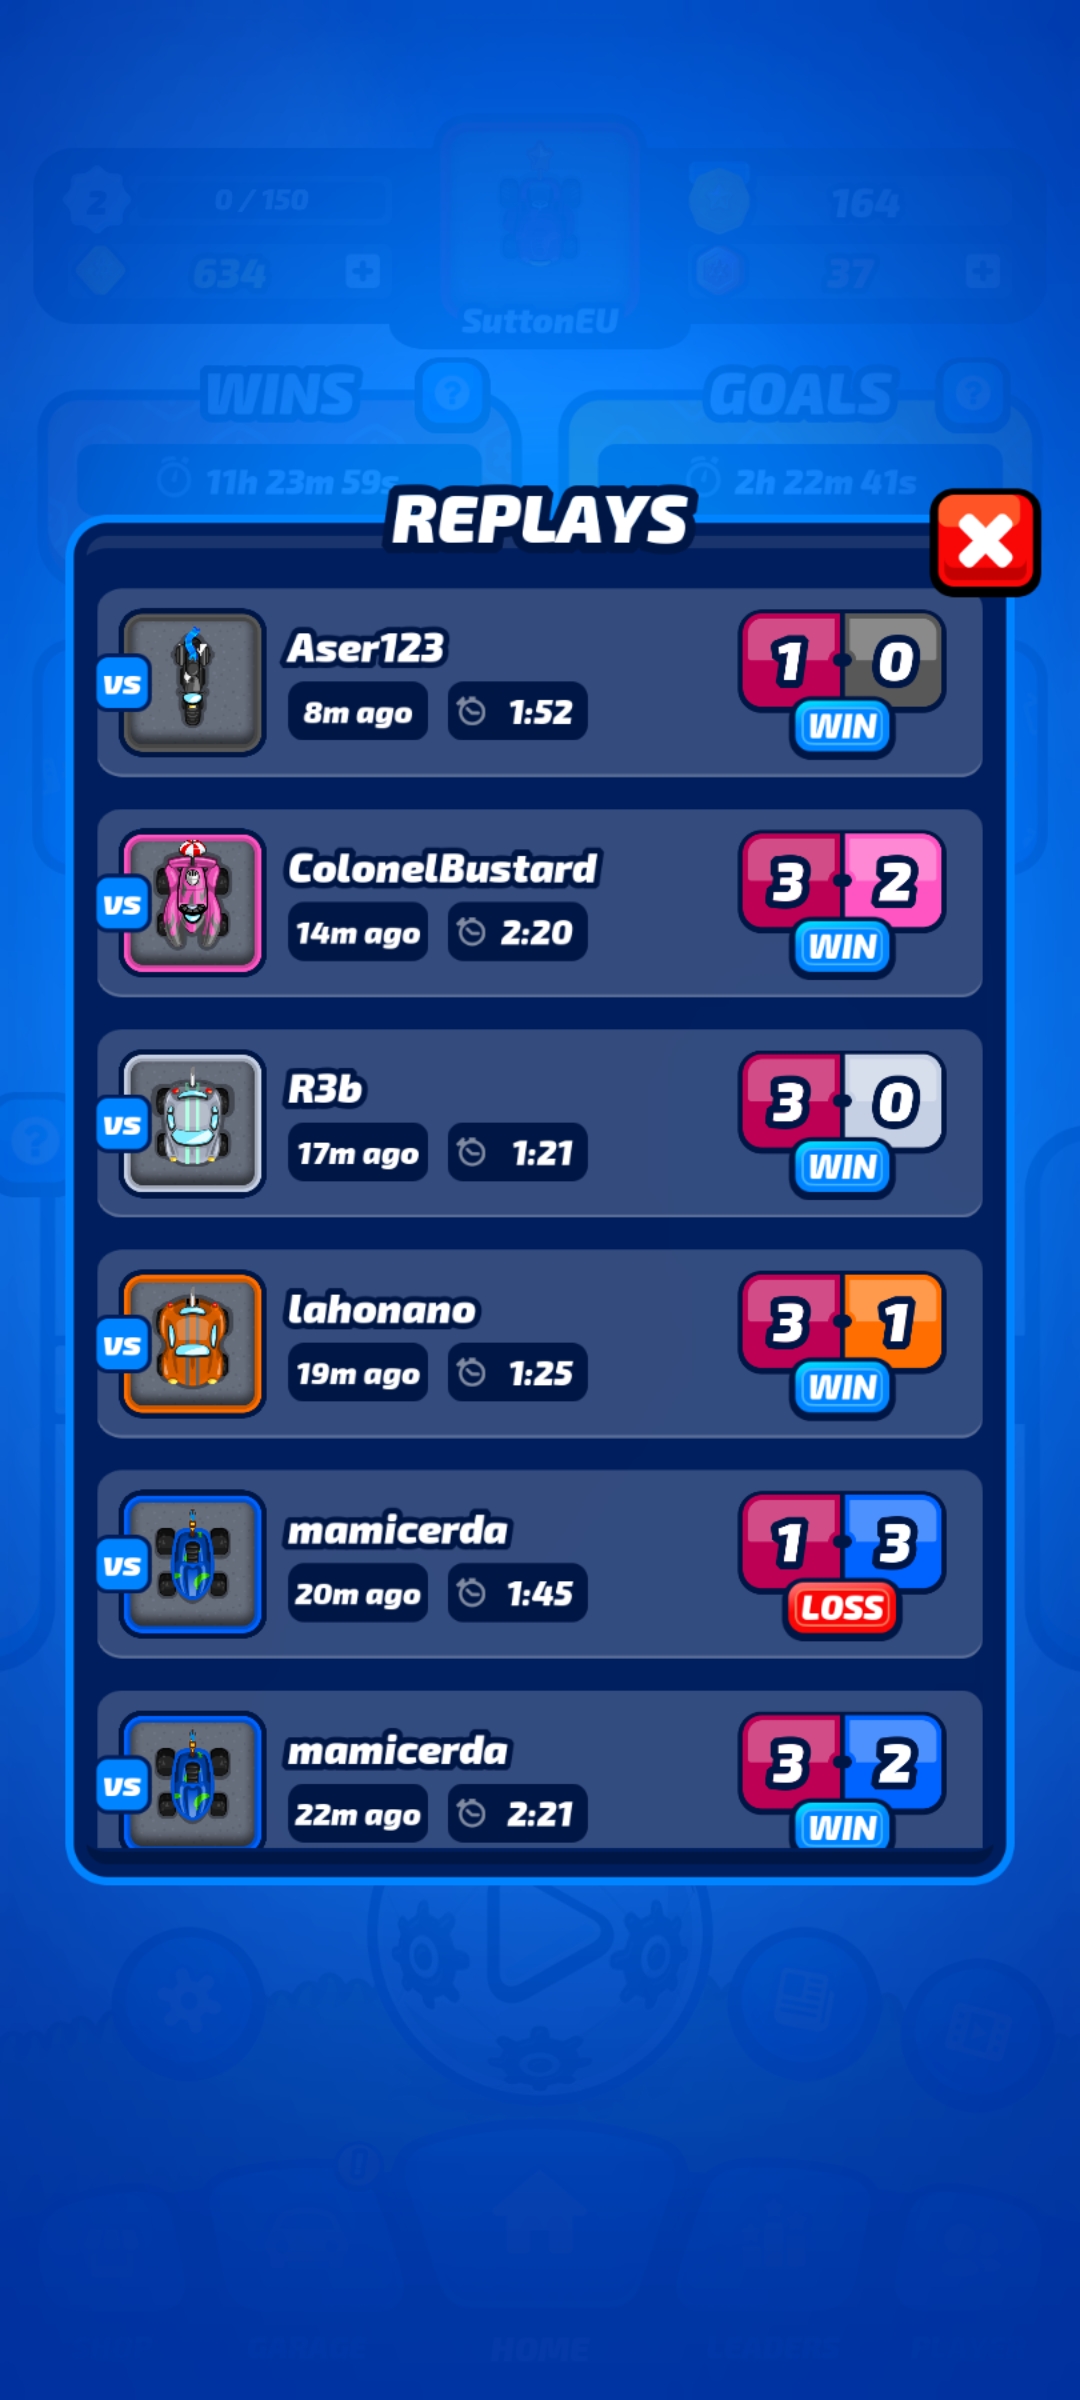 2 0 / 150 164
634 37
SuttonEU
WINS ? GOALS ?
11h 23m 59s 2h 22m 41s
REPLAYS
vs Aser123 1 0
8m ago 1:52 WIN
vs ColonelBustard 3 2
14m ago 2:20 WIN
vs R3b 3 0
17m ago 1:21 WIN
vs lahonano 3 1
19m ago 1:25 WIN
vs mamicerda 1 3
20m ago 1:45 LOSS
vs mamicerda 3 2
22m ago 2:21 WIN
HOME